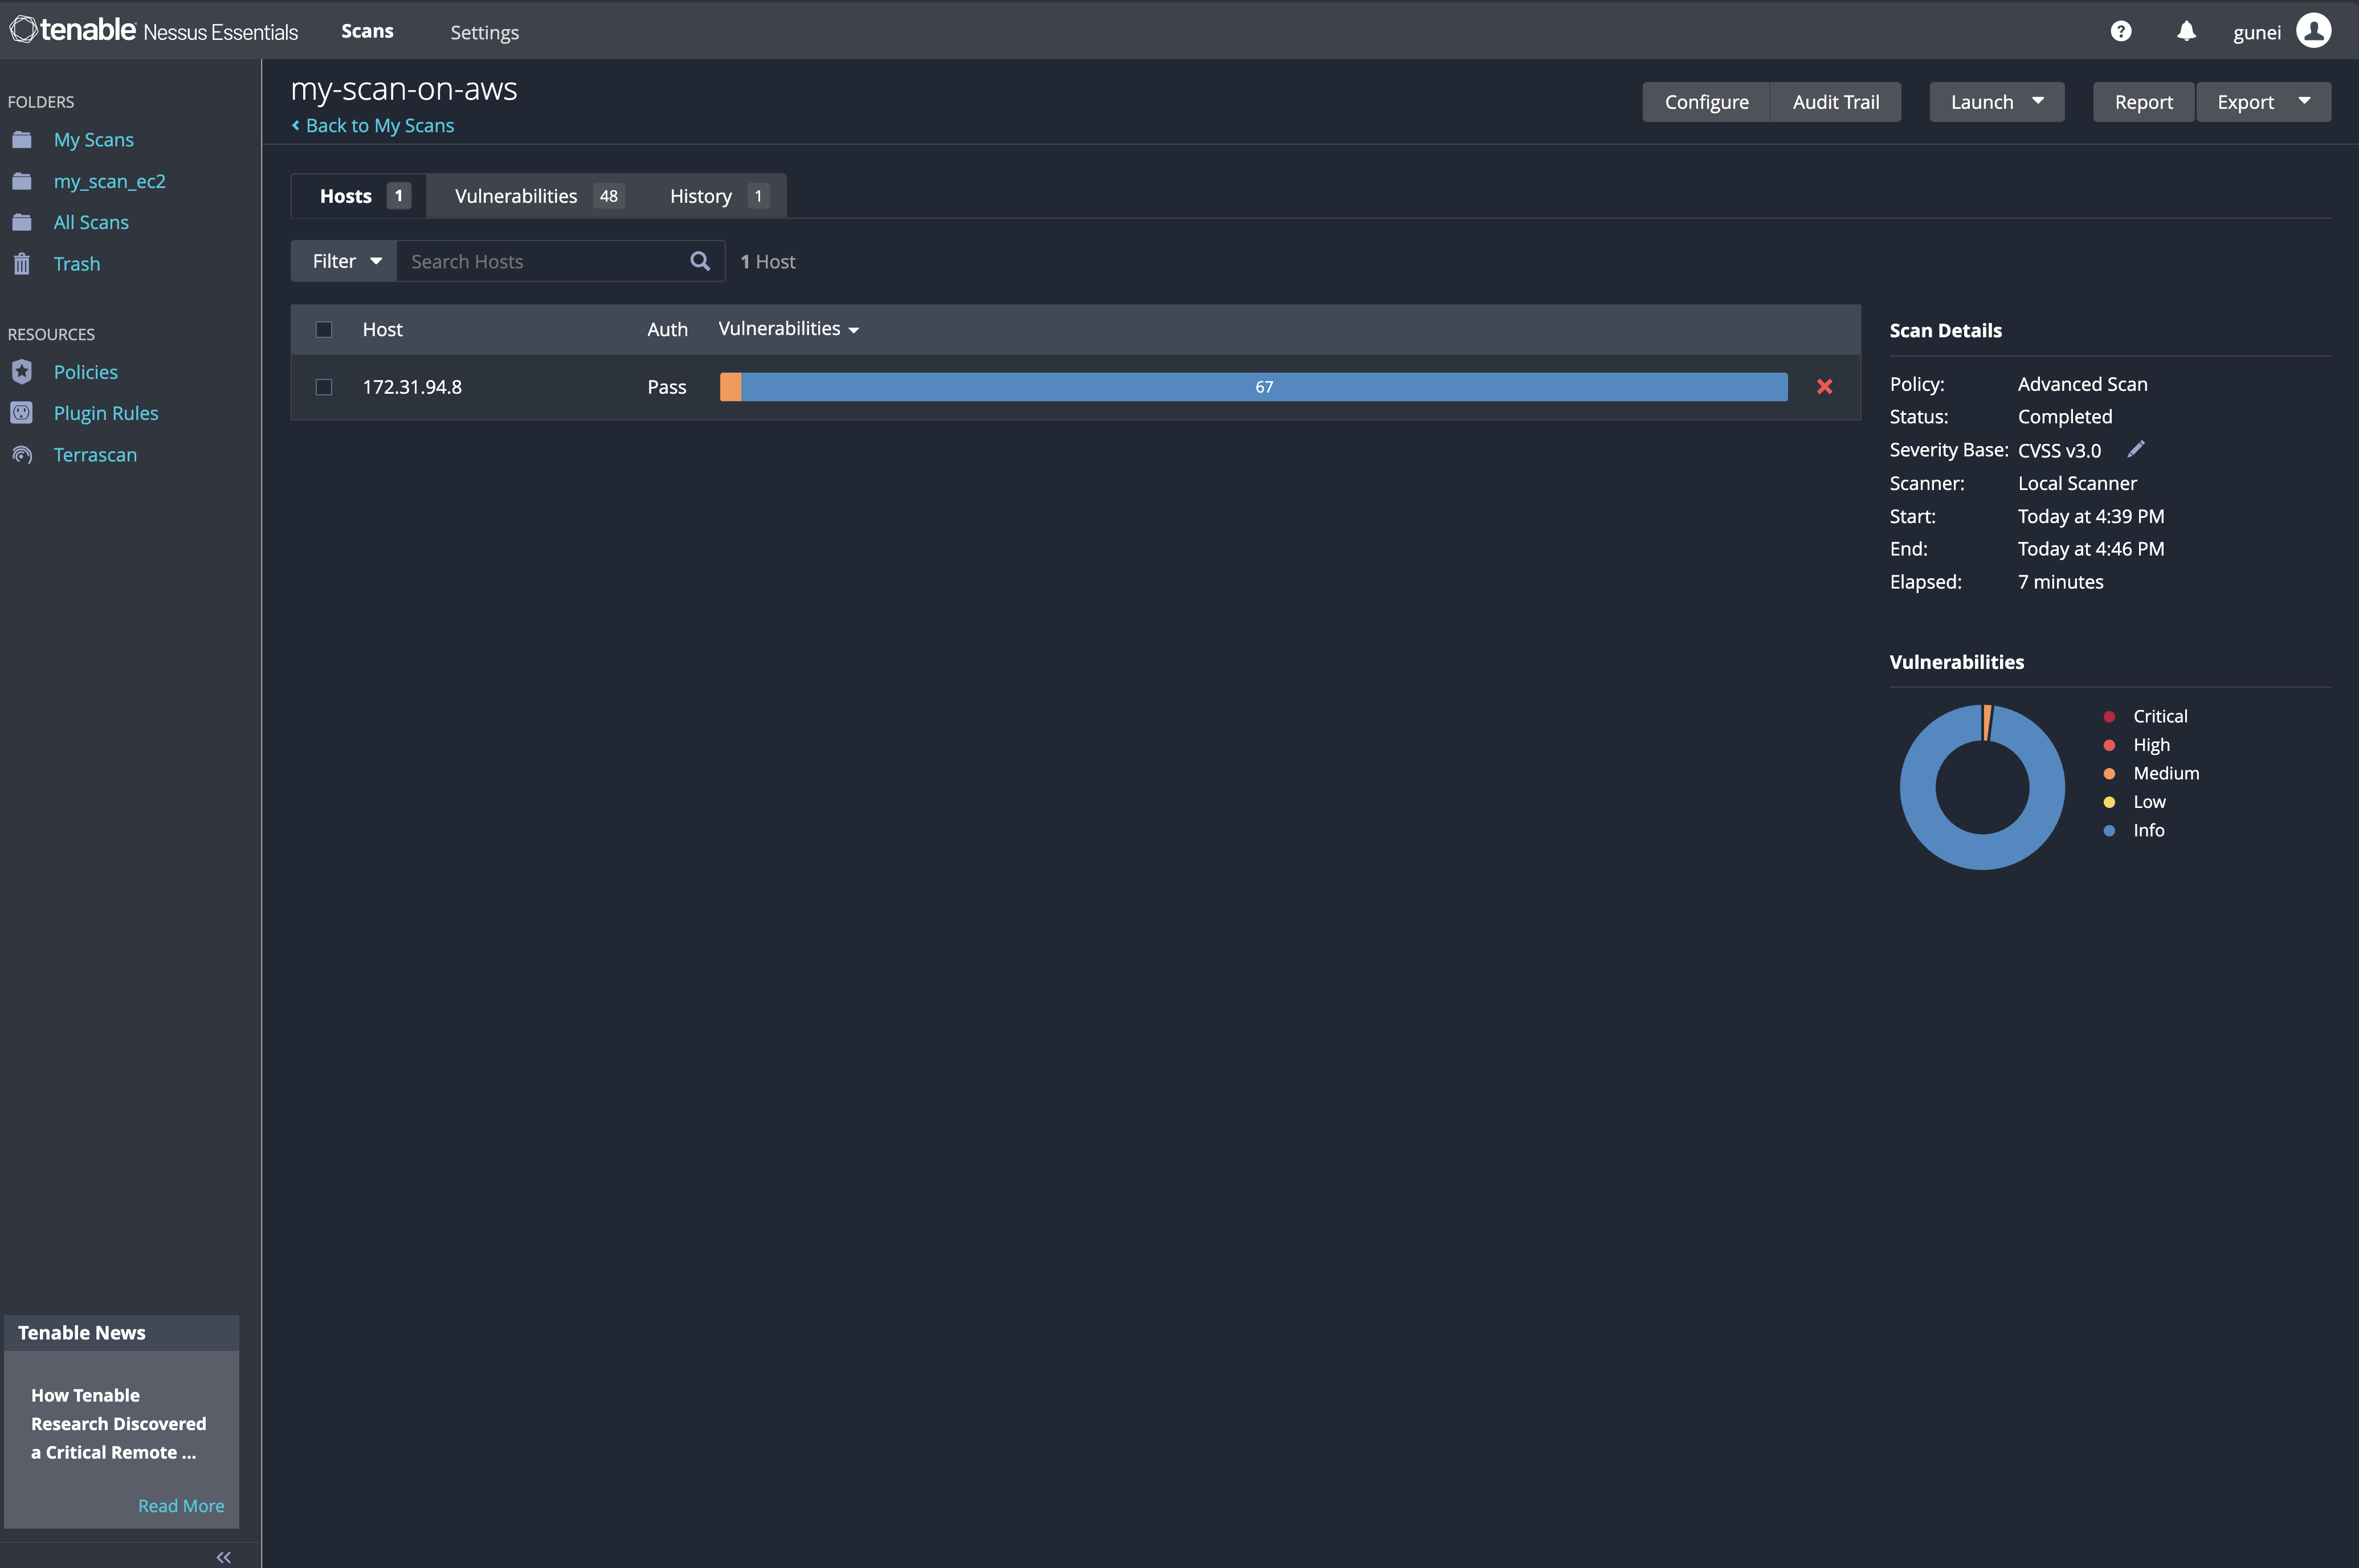 tenable Nessus Essentials Scans Settings gunei
FOLDERS
My Scans
my_scan_ec2
All Scans
Trash
RESOURCES
Policies
Plugin Rules
Terrascan
Tenable News
How Tenable
Research Discovered
a Critical Remote ...
Read More
my-scan-on-aws
Back to My Scans
Configure Audit Trail Launch Report Export
Hosts 1 Vulnerabilities 48 History 1
Filter Search Hosts 1 Host
Host Auth Vulnerabilities
172.31.94.8 Pass 67
Scan Details
Policy: Advanced Scan
Status: Completed
Severity Base: CVSS v3.0
Scanner: Local Scanner
Start: Today at 4:39 PM
End: Today at 4:46 PM
Elapsed: 7 minutes
Vulnerabilities
Critical
High
Medium
Low
Info